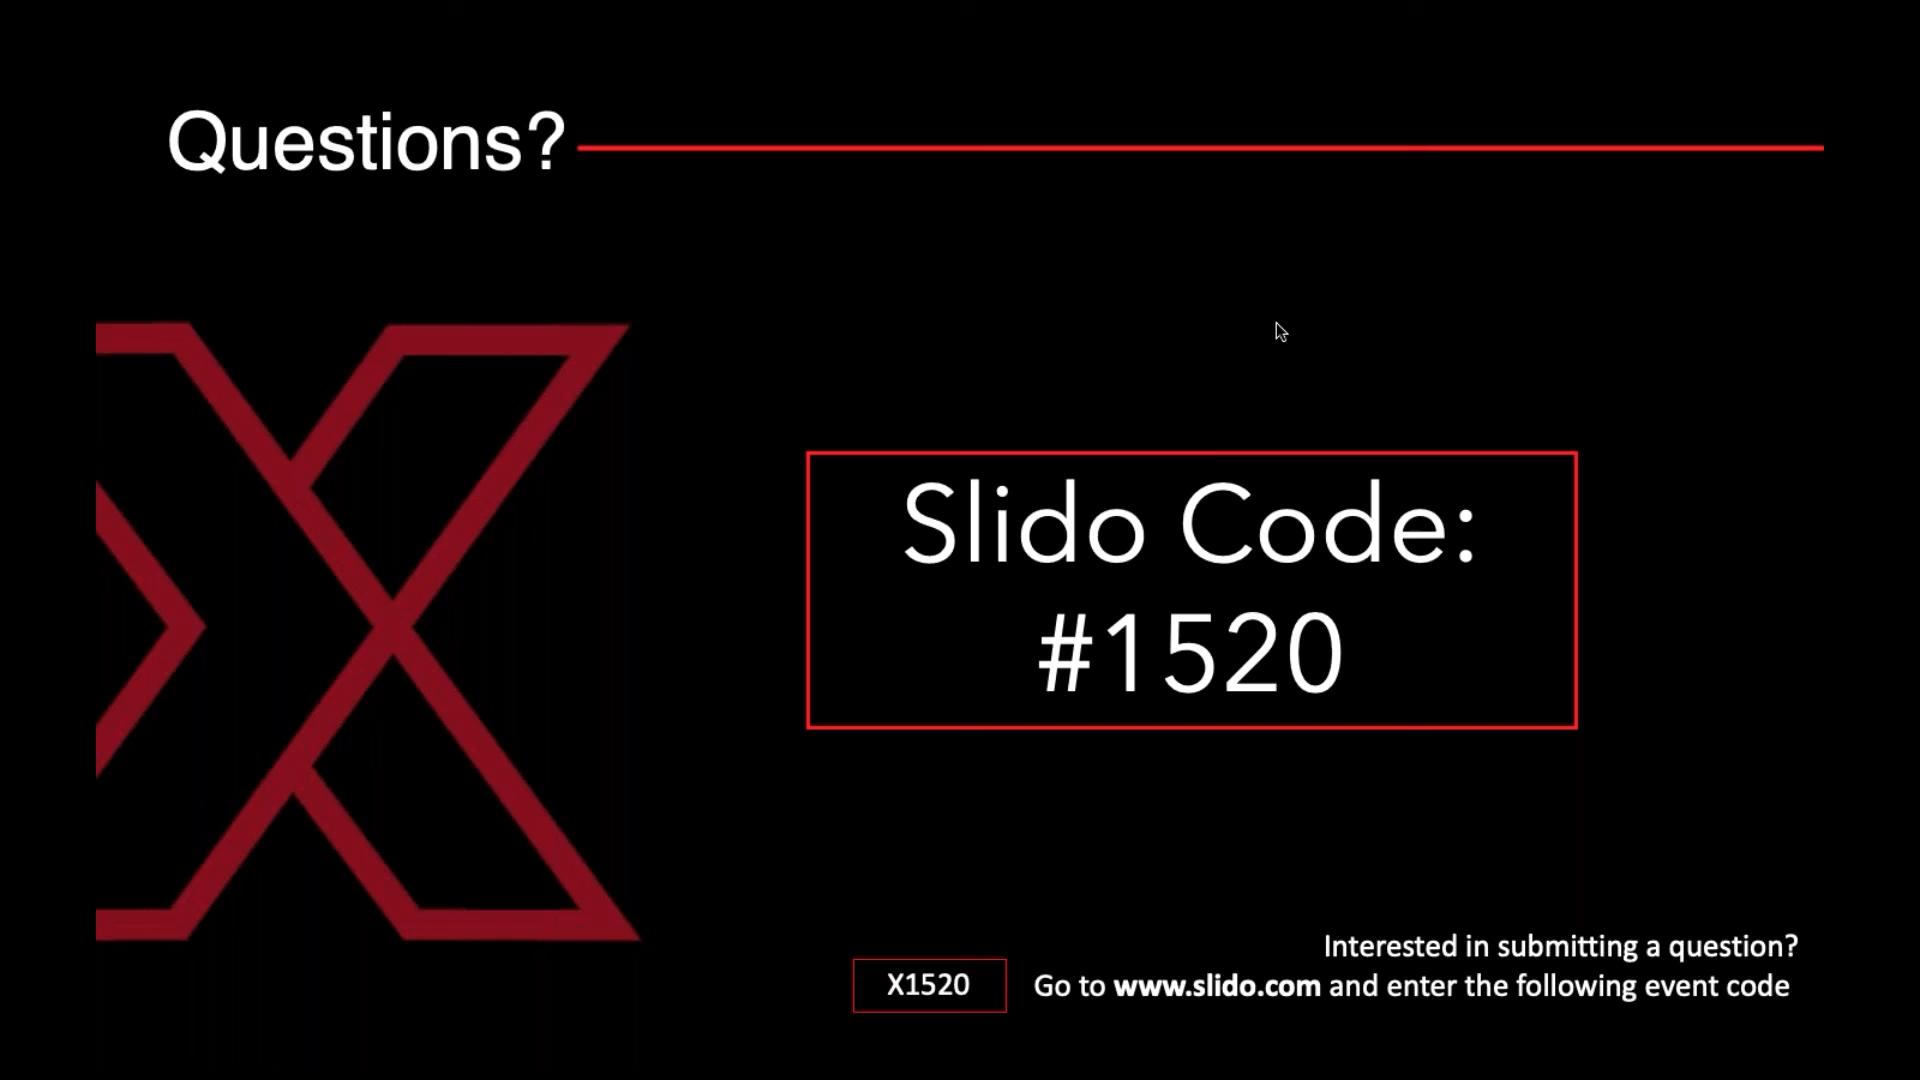 Questions?
Slido Code:
#1520
Interested in submitting a question?
X1520 Go to www.slido.com and enter the following event code